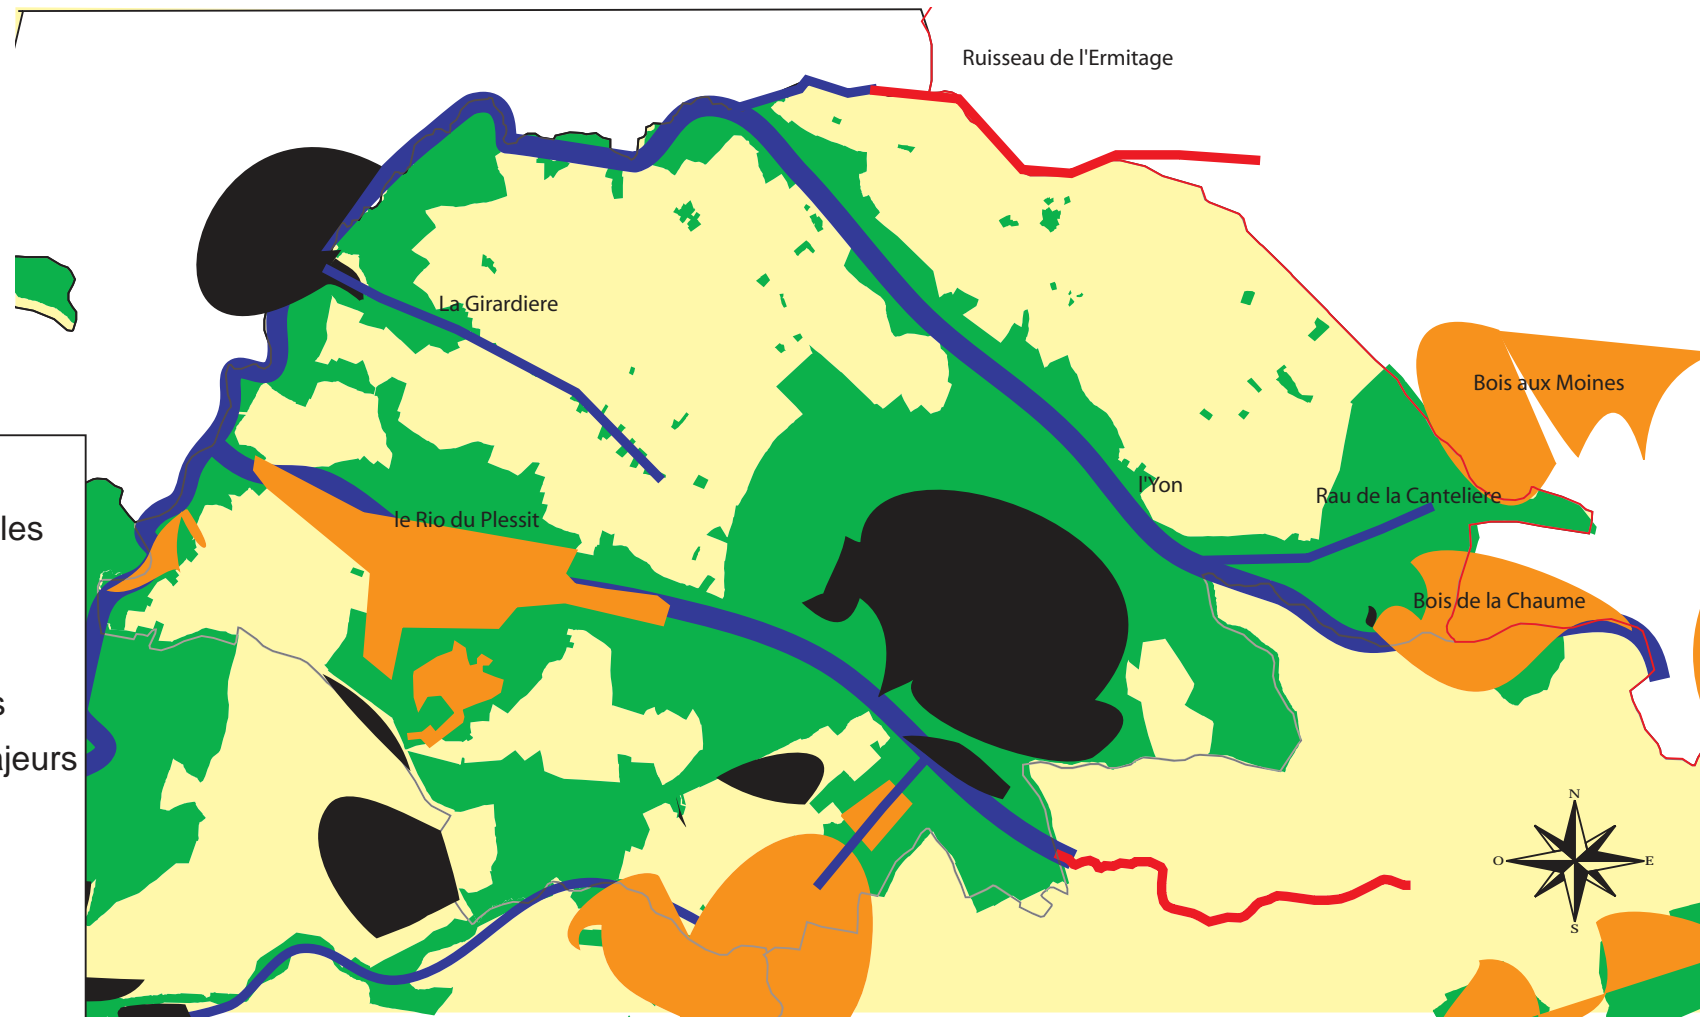 Ruisseau de l'Ermitage
La Girardiere
Bois aux Moines
l'Yon
Rau de la Canteliere
le Rio du Plessit
les
Bois de la Chaume
s
jeurs
N
O E
S